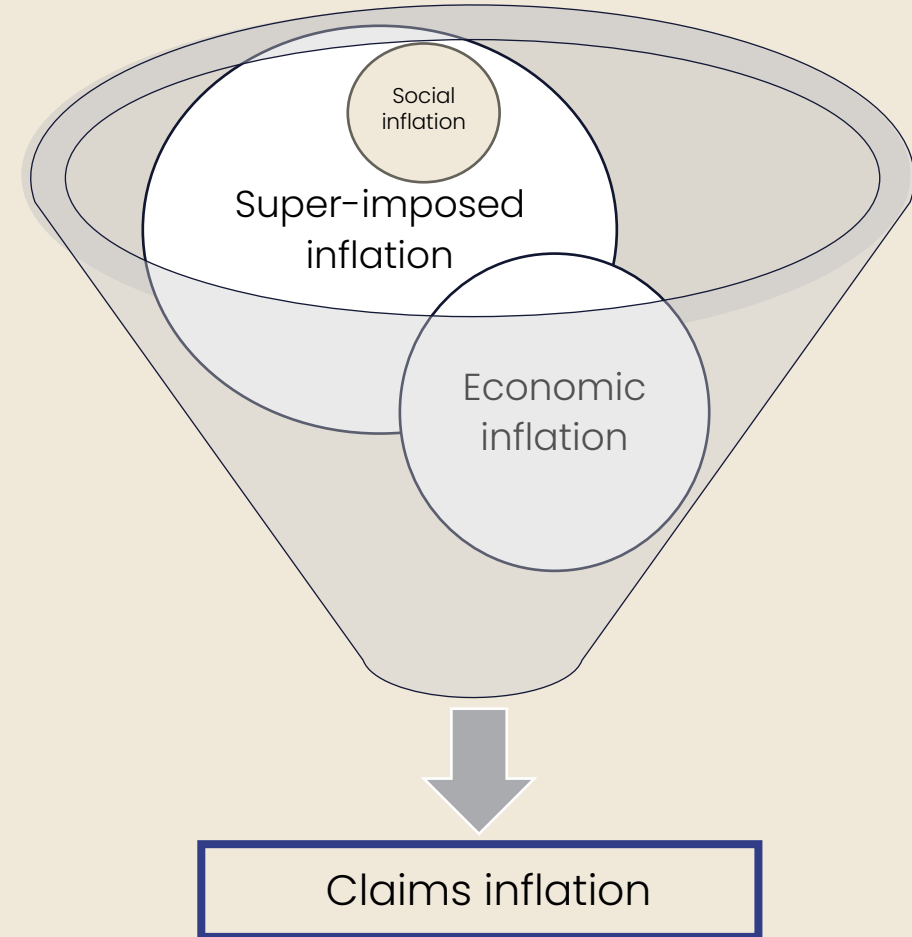 Social
inflation
Super-imposed
inflation
Economic
inflation
Claims inflation